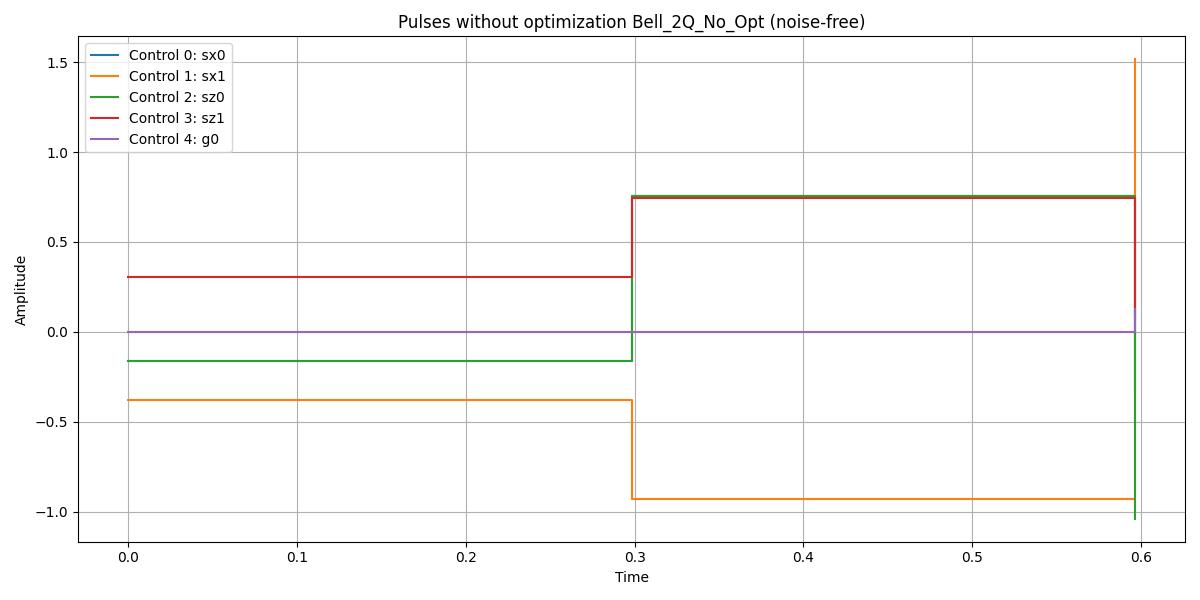 Pulses without optimization Bell_2Q_No_Opt (noise-free)
Control 0: sx0
Control 1: sx1
Control 2: sz0
Control 3: sz1
Control 4: g0
Amplitude
1.5
1.0
0.5
0.0
−0.5
−1.0
0.0 0.1 0.2 0.3 0.4 0.5 0.6
Time